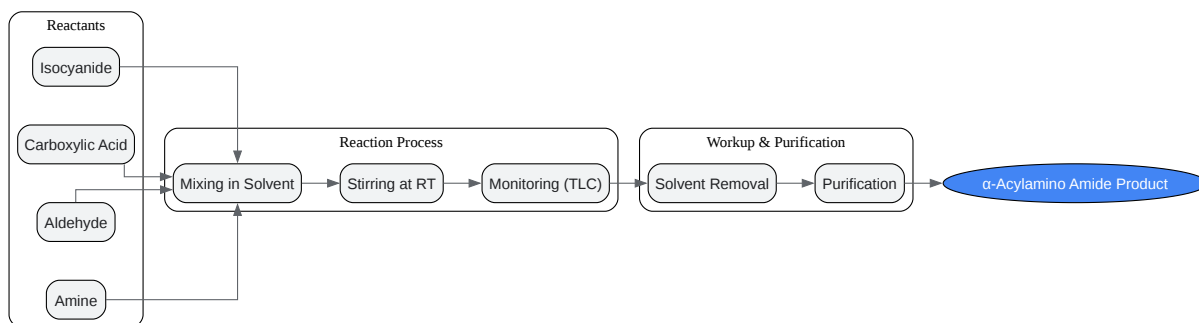 Reactants
Isocyanide
Carboxylic Acid
Aldehyde
Amine
Reaction Process
Mixing in Solvent
Stirring at RT
Monitoring (TLC)
Workup & Purification
Solvent Removal
Purification
α-Acylamino Amide Product